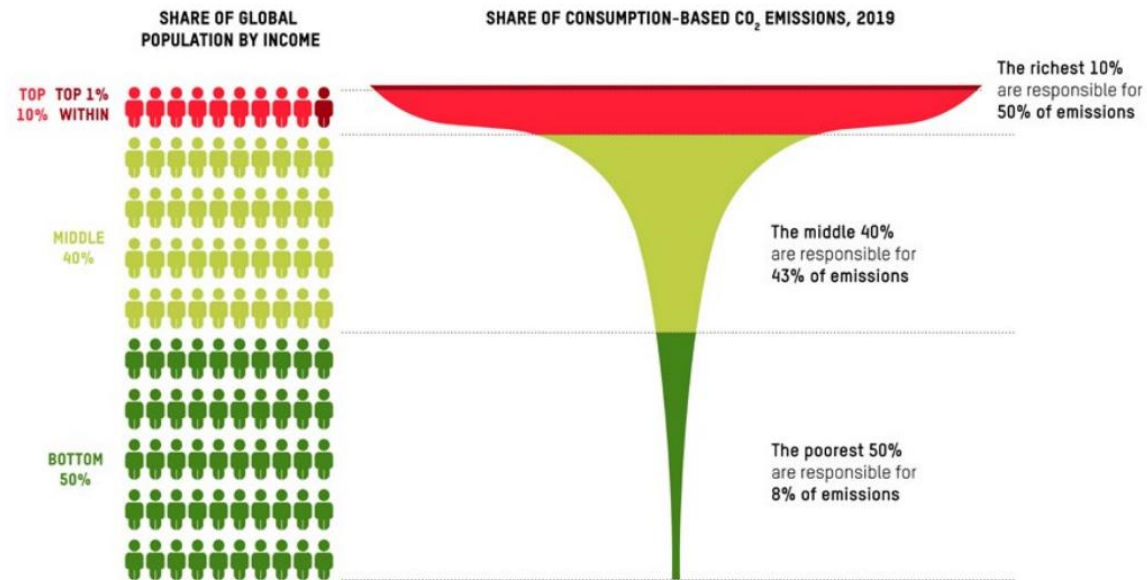 SHARE OF GLOBAL
POPULATION BY INCOME
SHARE OF CONSUMPTION-BASED CO₂ EMISSIONS, 2019
TOP
10%
TOP 1%
WITHIN
The richest 10%
are responsible for
50% of emissions
MIDDLE
40%
The middle 40%
are responsible for
43% of emissions
BOTTOM
50%
The poorest 50%
are responsible for
8% of emissions